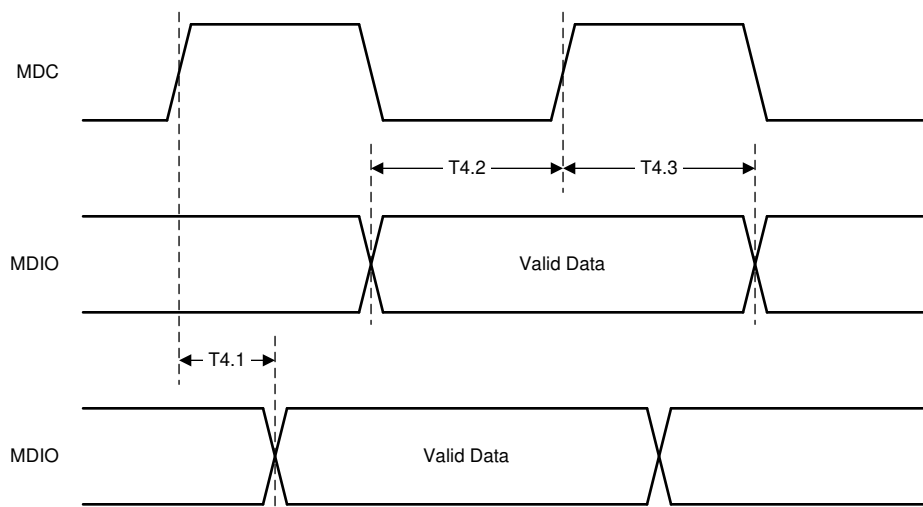 MDC
T4.2
T4.3
MDIO
Valid Data
T4.1
MDIO
Valid Data